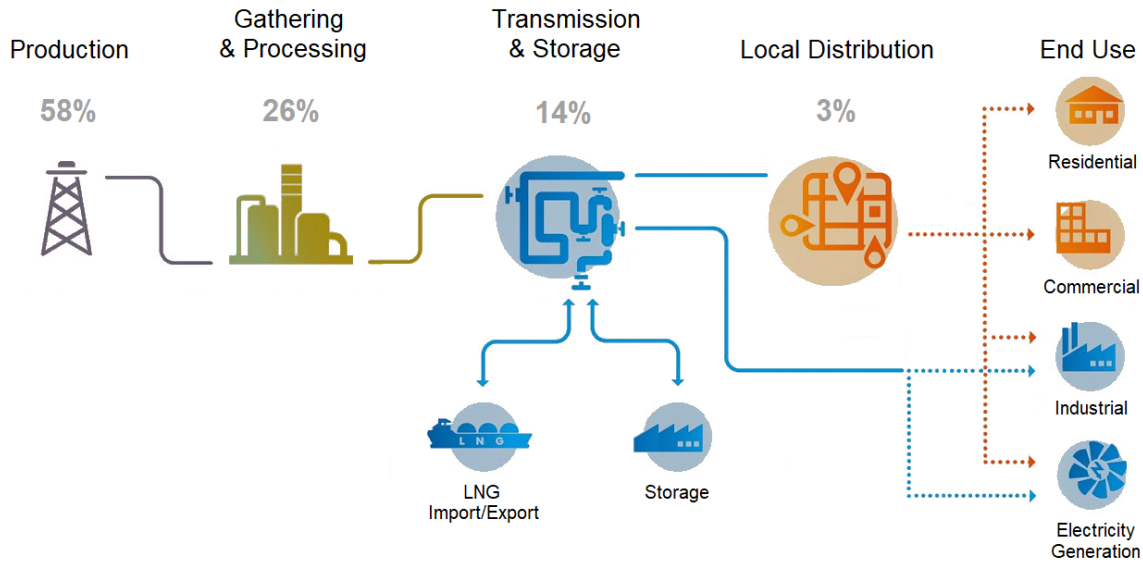 Production
Gathering
& Processing
Transmission
& Storage
Local Distribution
End Use
58%
26%
14%
3%
Residential
Commercial
Industrial
LNG
LNG
Import/Export
Storage
Electricity
Generation